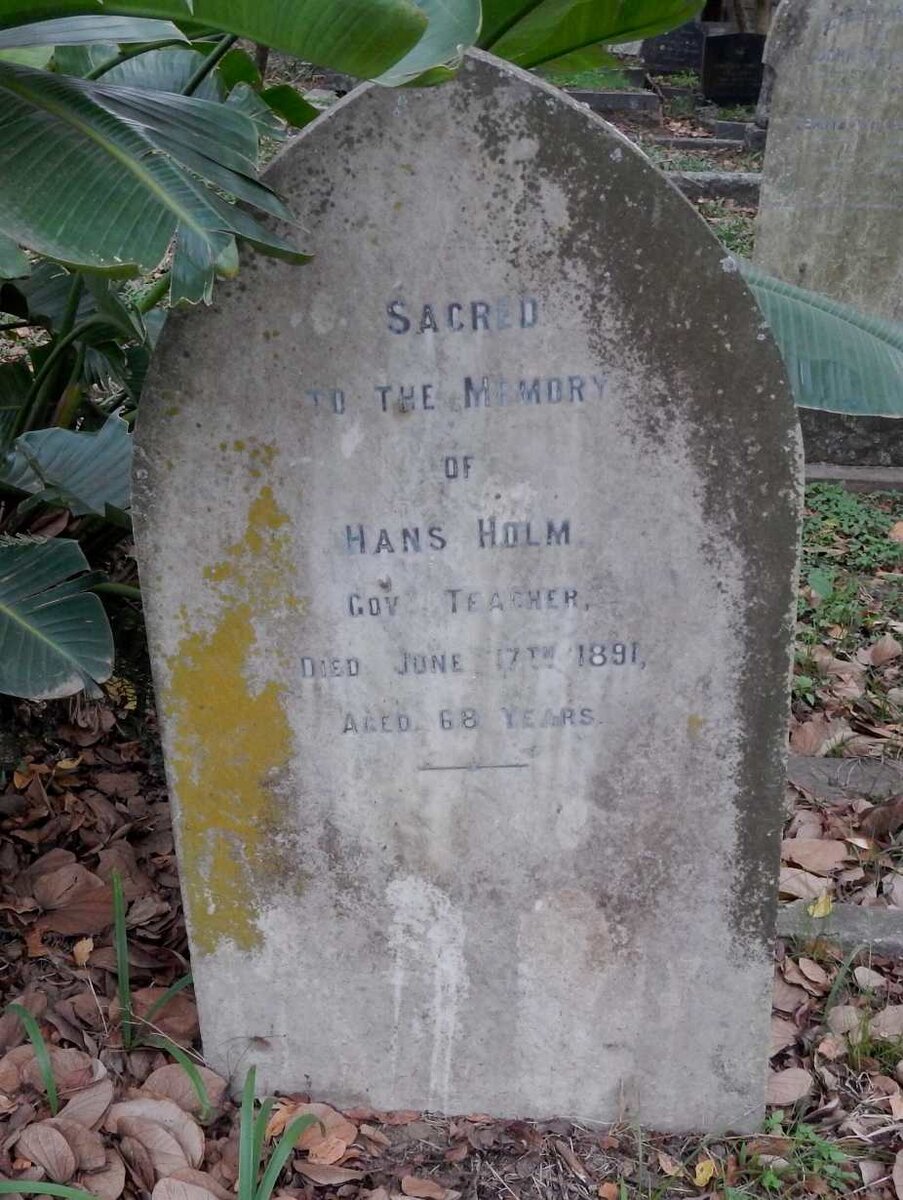 SACRED
TO THE MEMORY
OF
HANS HOLM
GOVT TEACHER,
DIED JUNE 17TH 1891,
AGED 68 YEARS.